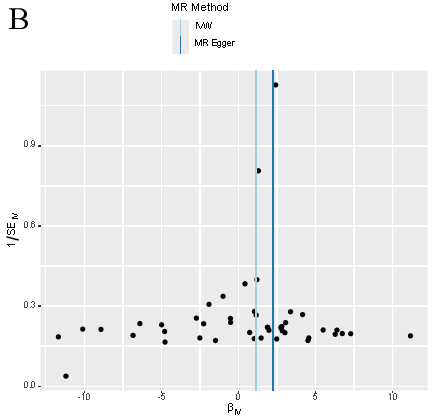 B
MR Method
IVW
MR Egger
1/SE IV
0.9
0.6
0.3
0.0
-10 -5 0 5 10
β IV